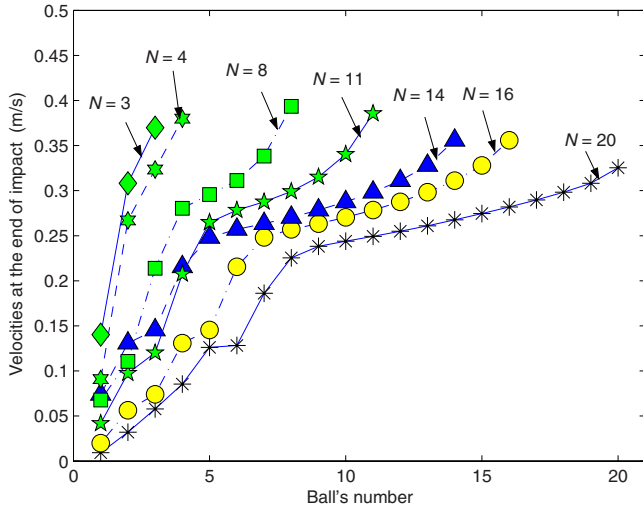 0.5
0.45
0.4
0.35
0.3
0.25
0.2
0.15
0.1
0.05
0
Velocities at the end of impact (m/s)
N = 3
N = 4
N = 8
N = 11
N = 14
N = 16
N = 20
0 5 10 15 20
Ball's number